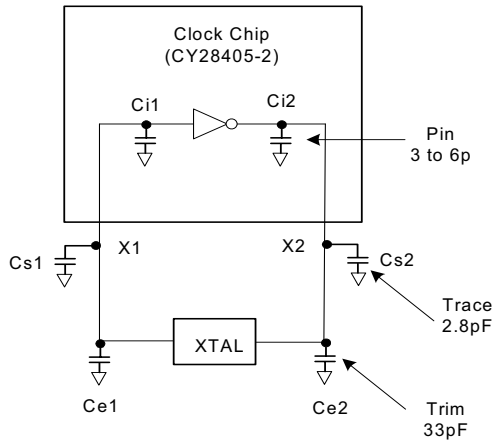 Clock Chip
(CY28405-2)
Ci1
Ci2
Pin
3 to 6p
X1
X2
Cs1
Cs2
Trace
2.8pF
XTAL
Ce1
Ce2
Trim
33pF